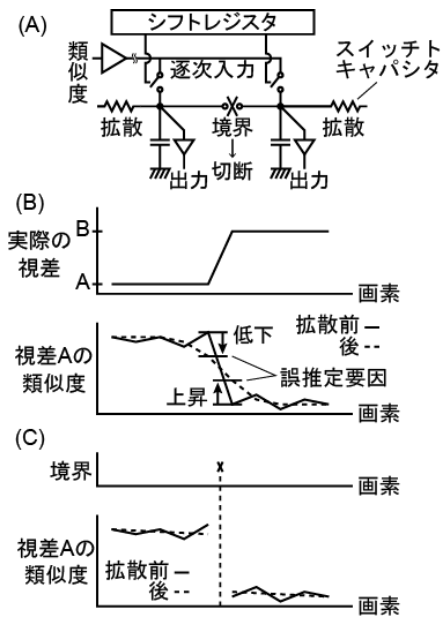 (A)
シフトレジスタ
類似度
逐次入力
スイッチト
キャパシタ
拡散
境界
拡散
切断
出力
出力
(B)
実際の
視差
B
A
画素
視差Aの
類似度
低下
上昇
拡散前
後
誤推定要因
画素
(C)
境界
x
画素
視差Aの
類似度
拡散前
後
画素